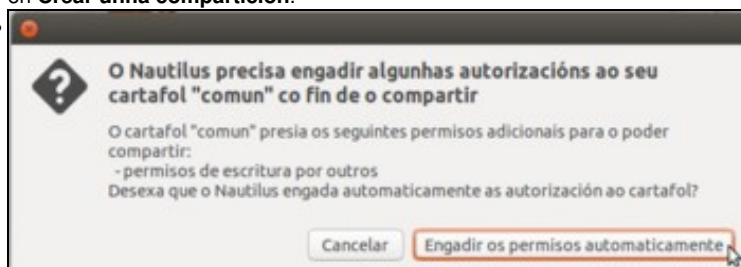 en Crear unha compartición.
O Nautilus precisa engadir algunhas autorizacións ao seu
cartafol "comun" co fin de o compartir
O cartafol "comun" presia os seguintes permisos adicionais para o poder
compartir:
- permisos de escritura por outros
Desexa que o Nautilus engada automaticamente as autorización ao cartafol?
Cancelar
Engadir os permisos automaticamente